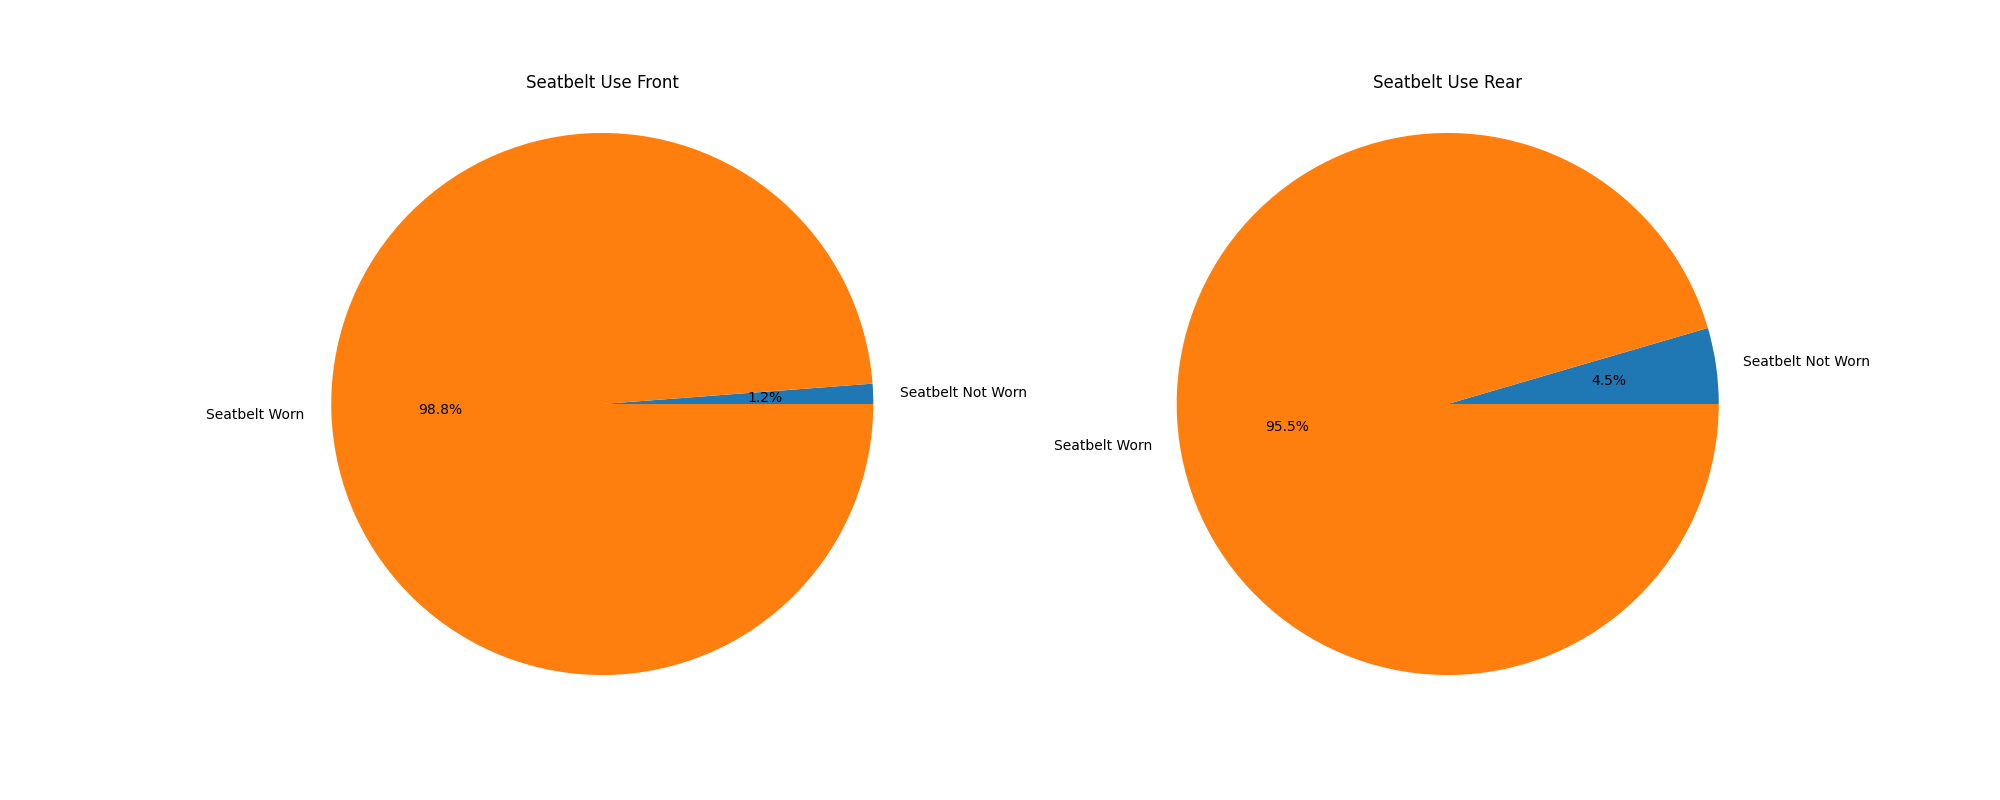 Seatbelt Use Front
Seatbelt Not Worn
1.2%
98.8%
Seatbelt Worn
Seatbelt Use Rear
Seatbelt Not Worn
4.5%
95.5%
Seatbelt Worn